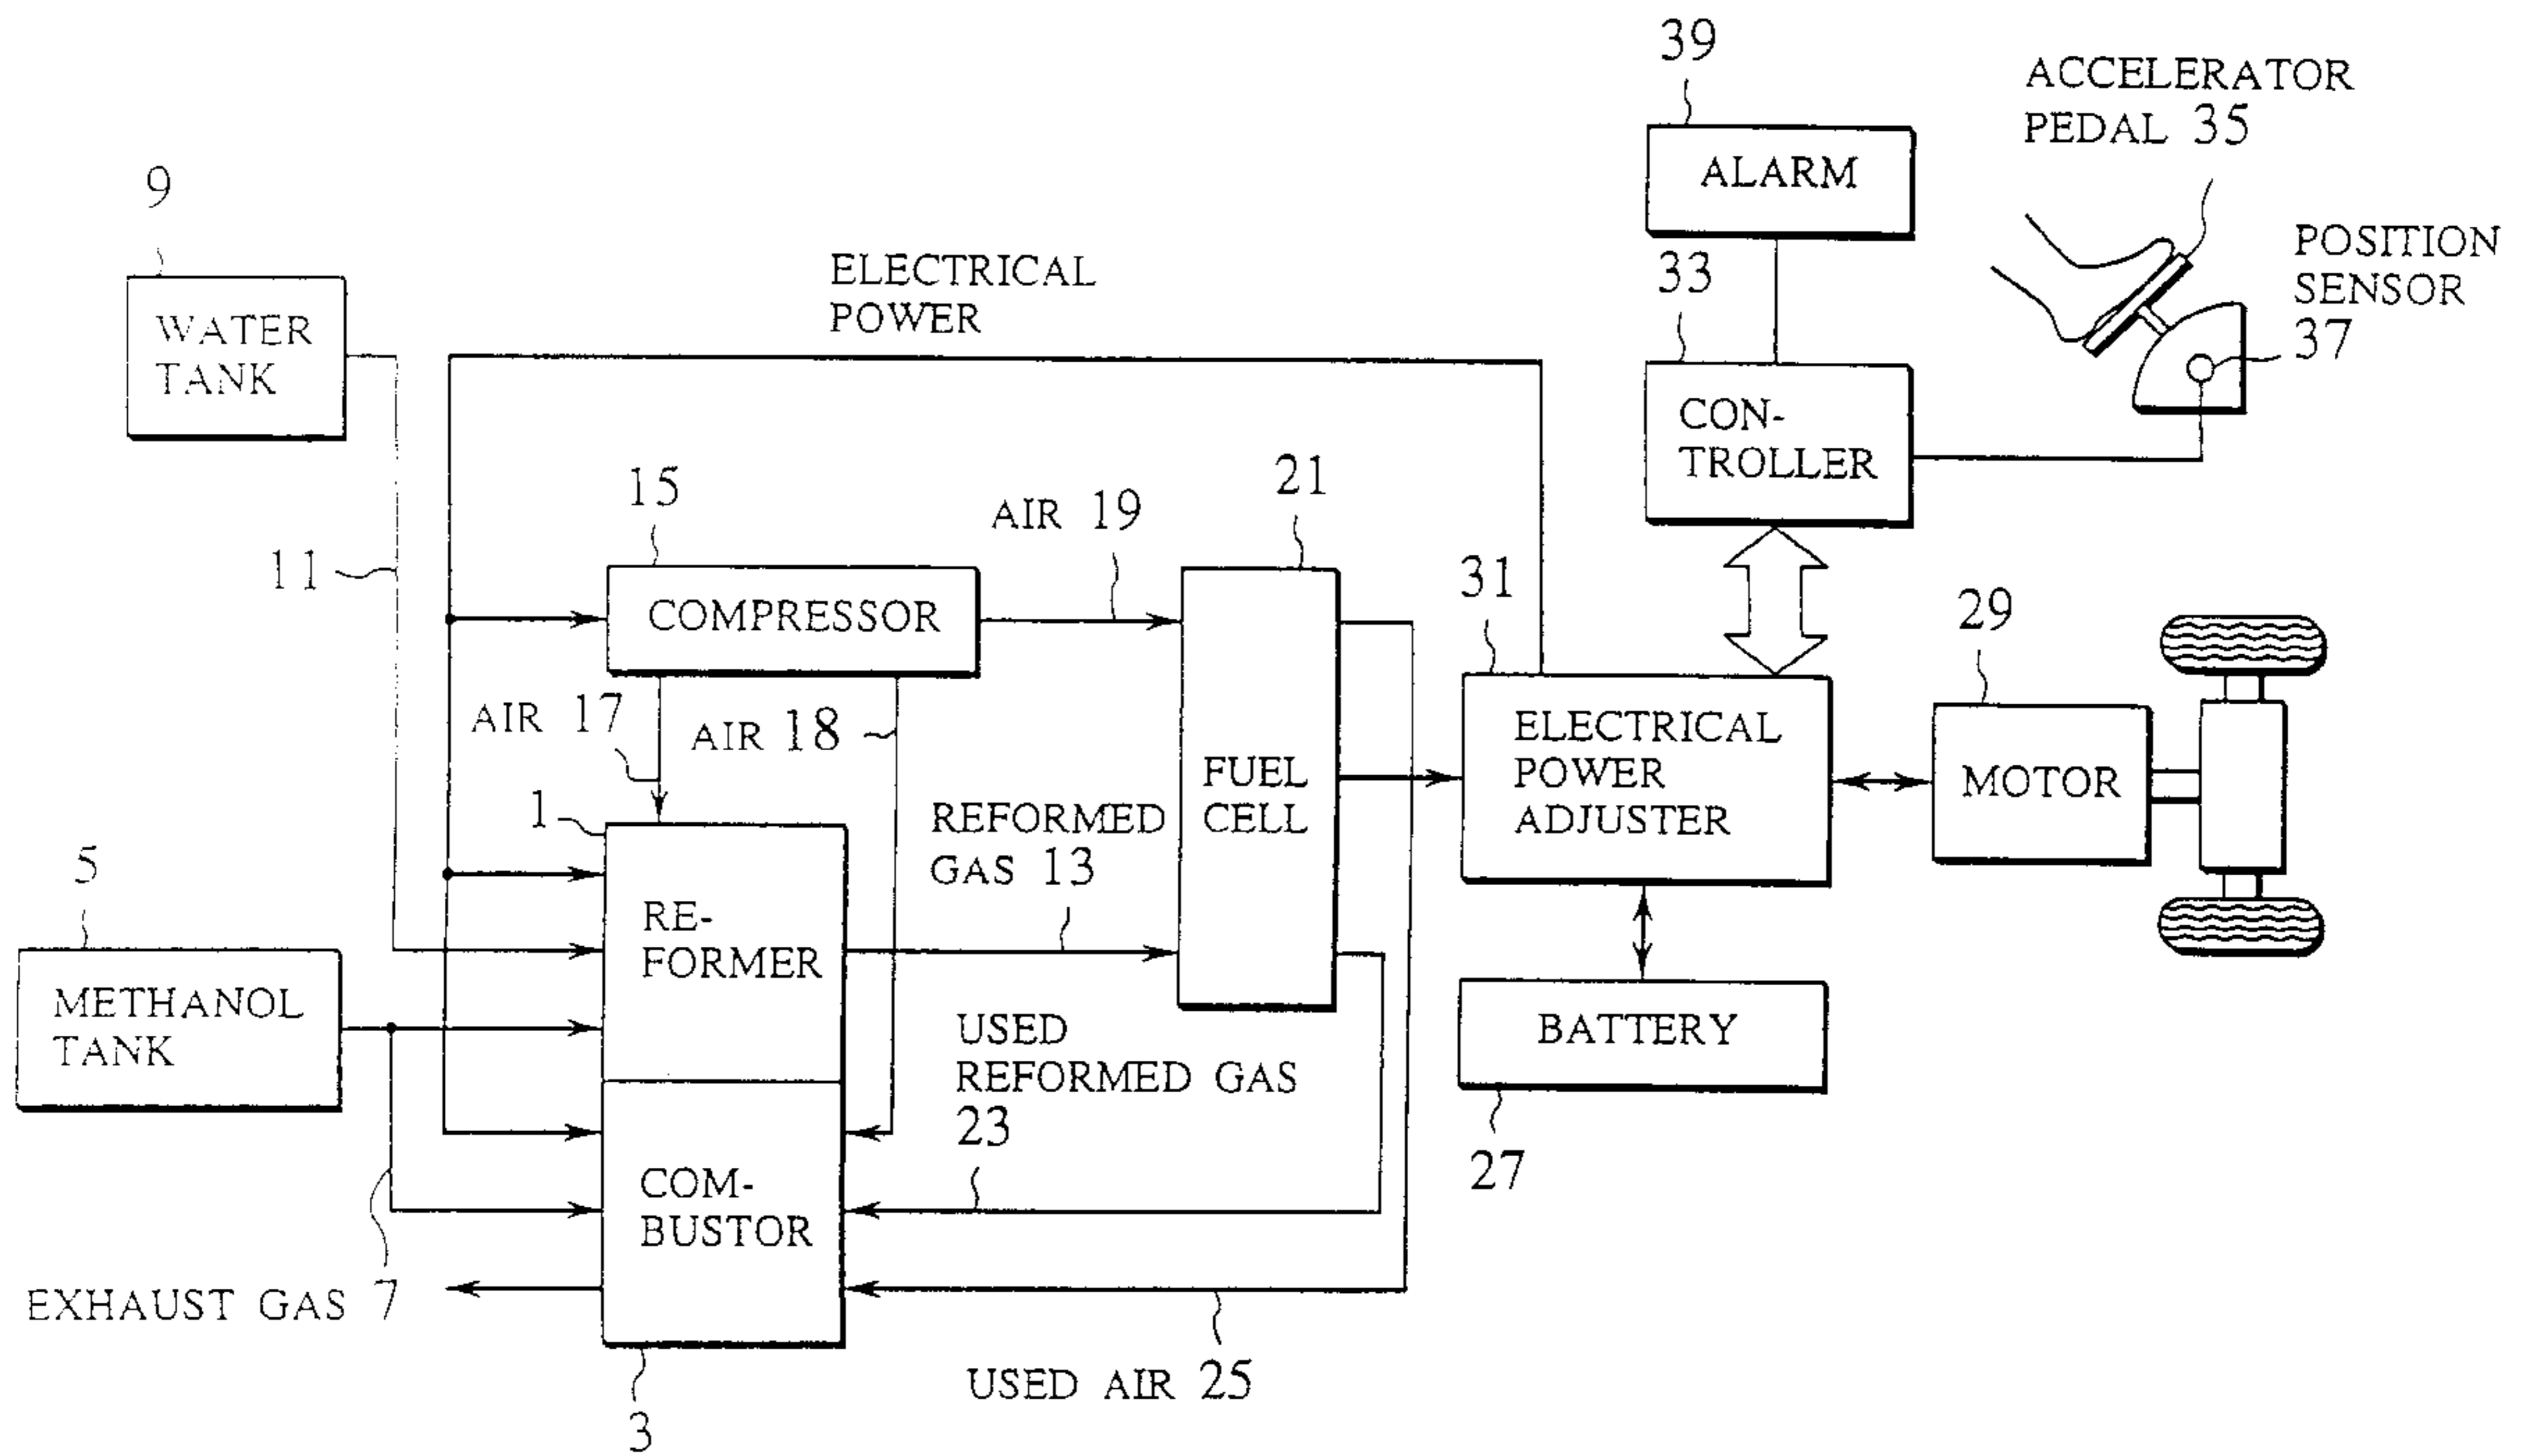 39
ACCELERATOR
PEDAL 35
ALARM
9
POSITION
SENSOR
37
33
ELECTRICAL
POWER
WATER
TANK
CON-
TROLLER
15
AIR 19
21
11
31
COMPRESSOR
29
AIR 17
AIR 18
ELECTRICAL
POWER
ADJUSTER
FUEL
CELL
MOTOR
1
REFORMED
GAS 13
5
RE-
FORMER
METHANOL
TANK
USED
REFORMED GAS
23
BATTERY
27
COM-
BUSTOR
EXHAUST GAS 7
USED AIR 25
3